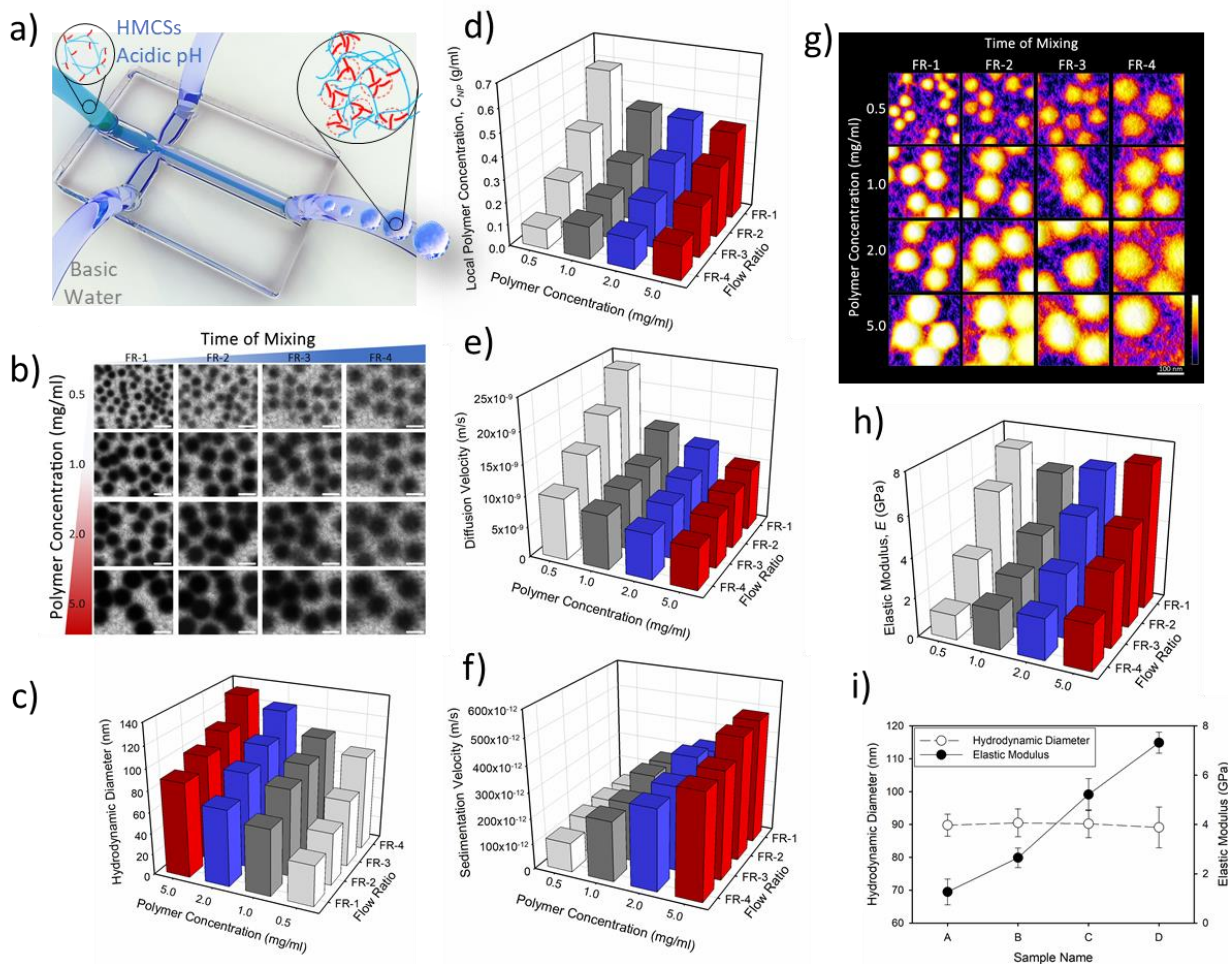 a)
HMCSs
Acidic pH
Basic
Water
b)
Time of Mixing
FR-1 FR-2 FR-3 FR-4
Polymer Concentration (mg/ml)
0.5
1.0
2.0
5.0
c)
Hydrodynamic Diameter (nm)
140
120
100
80
60
40
20
0
5.0 2.0 1.0 0.5
Polymer Concentration (mg/ml)
FR-4
FR-3
FR-2
FR-1
Flow Ratio
d)
Local Polymer Concentration, C_NP (g/ml)
0.7
0.6
0.5
0.4
0.3
0.2
0.1
0.0
0.5 1.0 2.0 5.0
Polymer Concentration (mg/ml)
FR-1
FR-2
FR-3
FR-4
Flow Ratio
e)
Diffusion Velocity (m/s)
25x10⁻⁹
20x10⁻⁹
15x10⁻⁹
10x10⁻⁹
5x10⁻⁹
0
0.5 1.0 2.0 5.0
Polymer Concentration (mg/ml)
FR-1
FR-2
FR-3
FR-4
Flow Ratio
f)
Sedimentation Velocity (m/s)
600x10⁻¹²
500x10⁻¹²
400x10⁻¹²
300x10⁻¹²
200x10⁻¹²
100x10⁻¹²
0
0.5 1.0 2.0 5.0
Polymer Concentration (mg/ml)
FR-1
FR-2
FR-3
FR-4
Flow Ratio
g)
Time of Mixing
FR-1 FR-2 FR-3 FR-4
Polymer Concentration (mg/ml)
0.5
1.0
2.0
5.0
100 nm
h)
Elastic Modulus, E (GPa)
8
6
4
2
0
0.5 1.0 2.0 5.0
Polymer Concentration (mg/ml)
FR-1
FR-2
FR-3
FR-4
Flow Ratio
i)
Hydrodynamic Diameter
Elastic Modulus
Hydrodynamic Diameter (nm)
120
110
100
90
80
70
60
Elastic Modulus (GPa)
8
6
4
2
0
A B C D
Sample Name